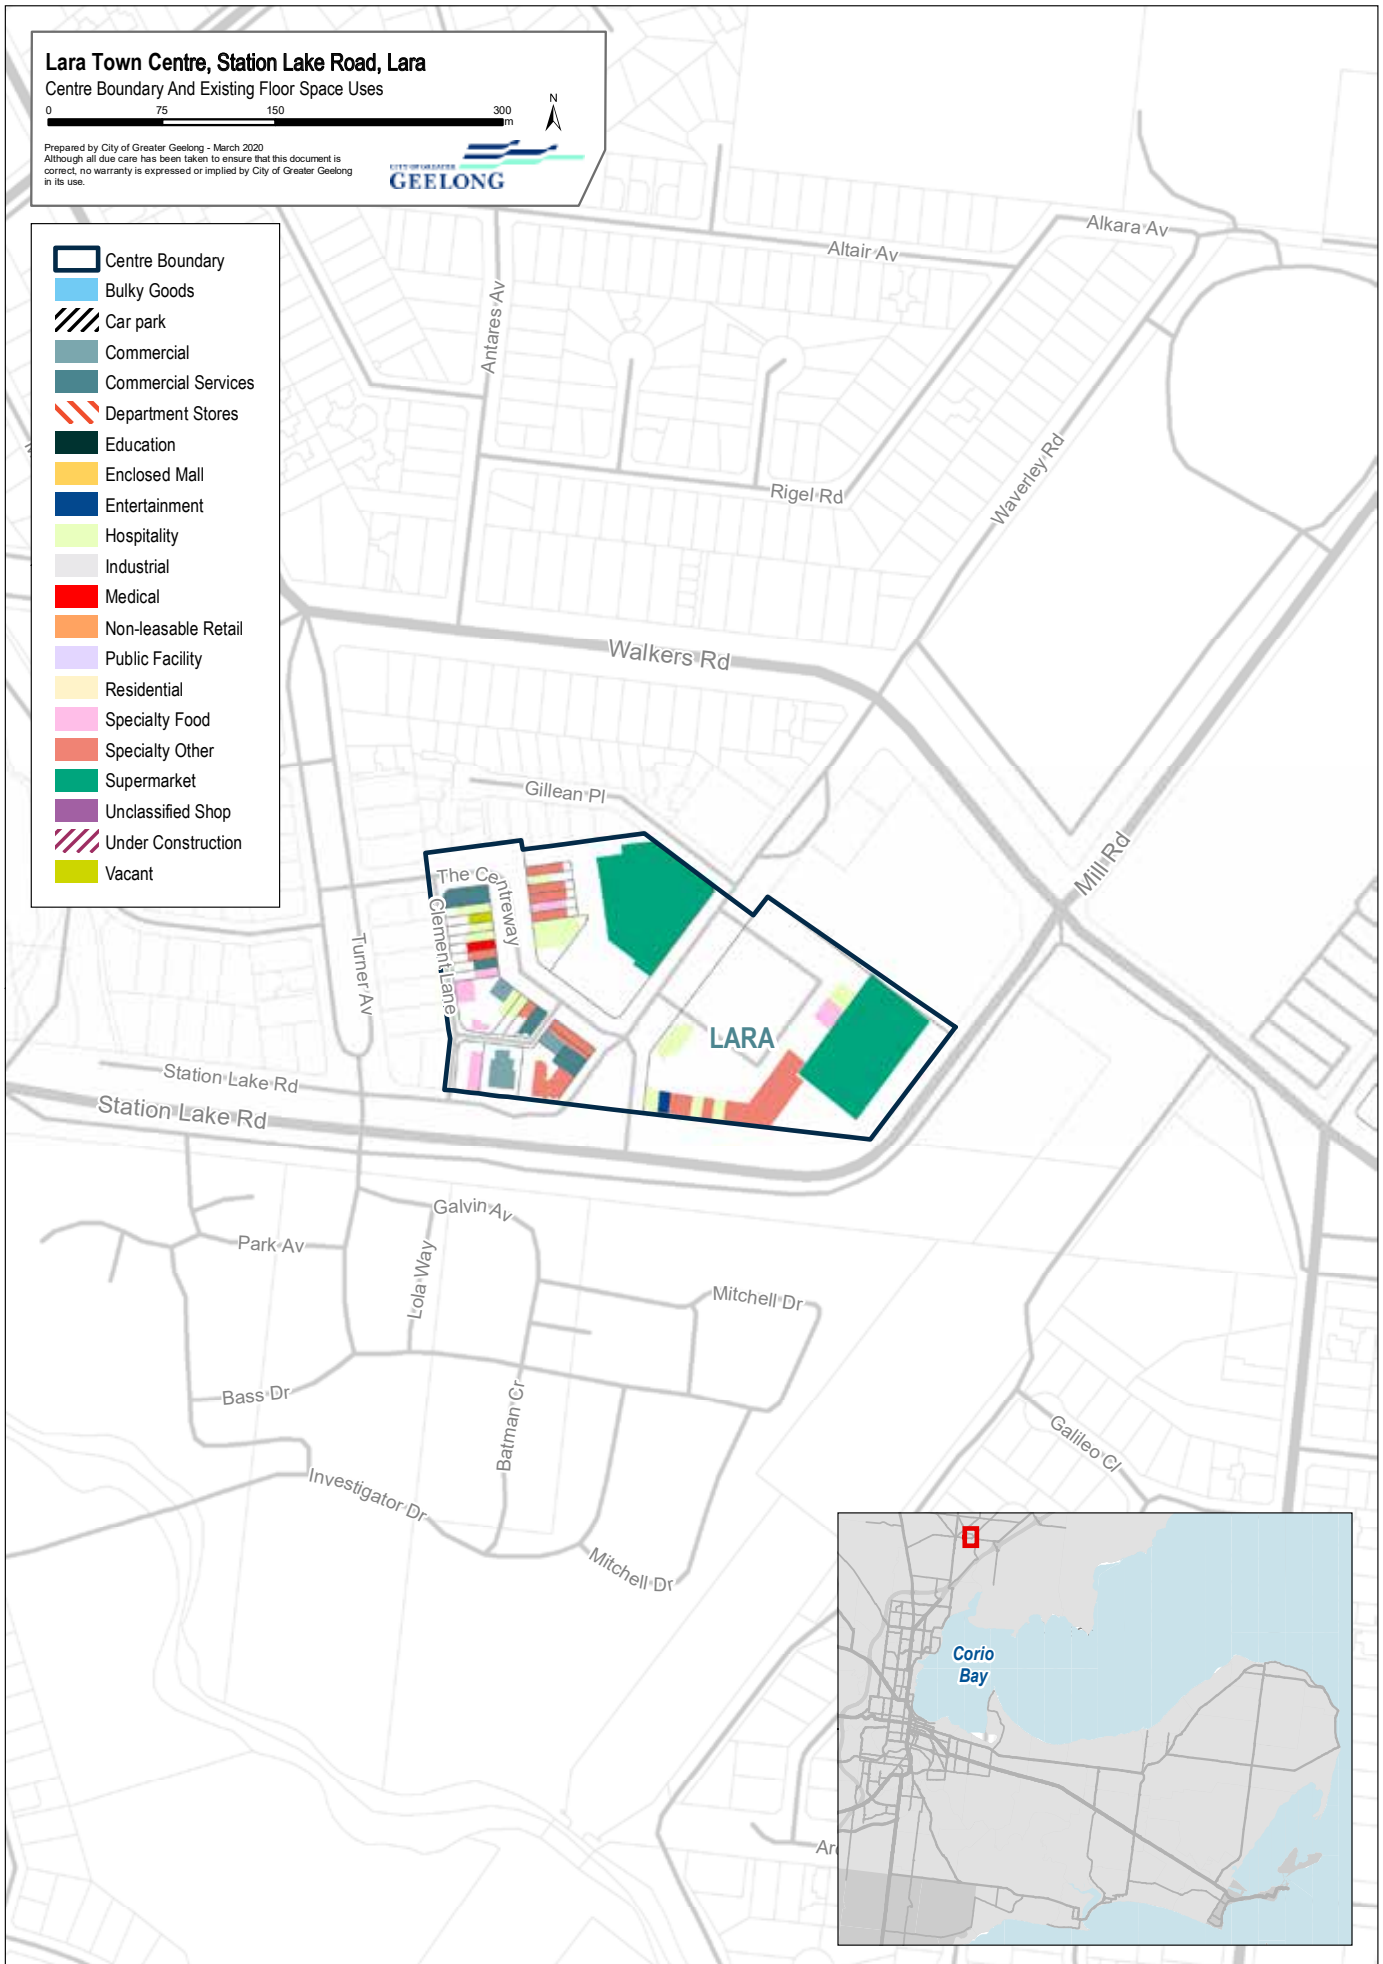 Lara Town Centre, Station Lake Road, Lara
Centre Boundary And Existing Floor Space Uses
0 75 150 300
m
N
Prepared by City of Greater Geelong - March 2020
Although all due care has been taken to ensure that this document is
correct, no warranty is expressed or implied by City of Greater Geelong
in its use.
CITY OF GREATER
GEELONG
Centre Boundary
Bulky Goods
Car park
Commercial
Commercial Services
Department Stores
Education
Enclosed Mall
Entertainment
Hospitality
Industrial
Medical
Non-leasable Retail
Public Facility
Residential
Specialty Food
Specialty Other
Supermarket
Unclassified Shop
Under Construction
Vacant
Alkara Av
Altair Av
Antares Av
Rigel Rd
Waverley Rd
Walkers Rd
Gillean Pl
Mill Rd
The Centreway
Clement Lane
Turner Av
LARA
Station Lake Rd
Station Lake Rd
Galvin Av
Park Av
Lola Way
Mitchell Dr
Bass Dr
Batman Cr
Galileo Cl
Investigator Dr
Mitchell Dr
Corio
Bay